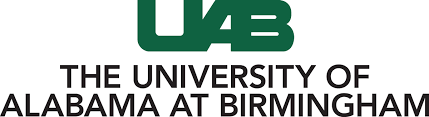 UAB
THE UNIVERSITY OF
ALABAMA AT BIRMINGHAM